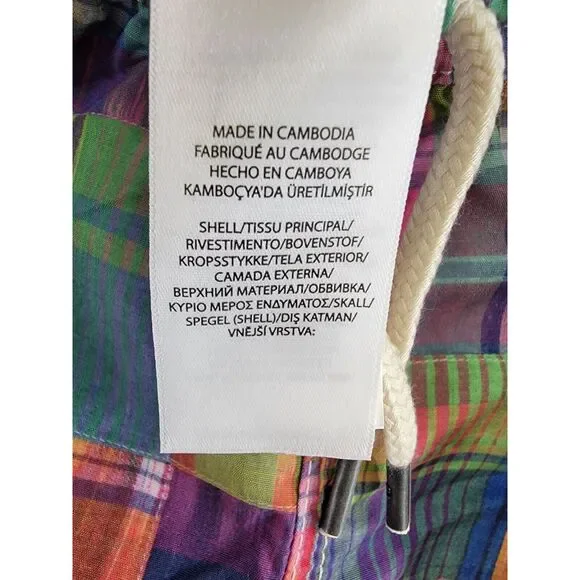 MADE IN CAMBODIA
FABRIQUÉ AU CAMBODGE
HECHO EN CAMBOYA
KAMBOÇYA'DA ÜRETİLMİŞTİR
SHELL/TISSU PRINCIPAL/
RIVESTIMENTO/BOVENSTOF/
KROPSSTYKKE/TELA EXTERIOR/
CAMADA EXTERNA/
ВЕРХНИЙ МАТЕРИАЛ/ОБВИВКА/
ΚΥΡΙΟ ΜΕΡΟΣ ΕΝΔΥΜΑΤΟΣ/SKALL/
SPEGEL (SHELL)/DIŞ KATMAN/
VNĚJŠÍ VRSTVA: